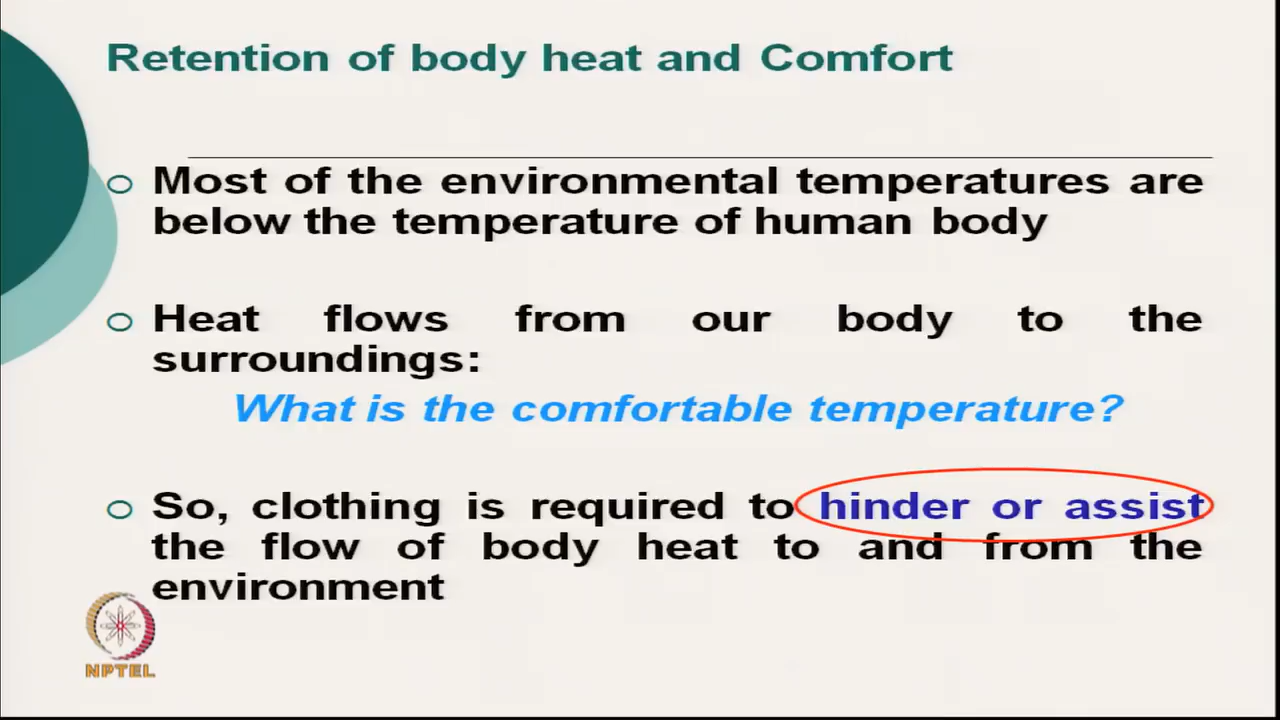 Retention of body heat and Comfort
Most of the environmental temperatures are
below the temperature of human body
Heat flows from our body to the
surroundings:
What is the comfortable temperature?
So, clothing is required to hinder or assist
the flow of body heat to and from the
environment
NPTEL